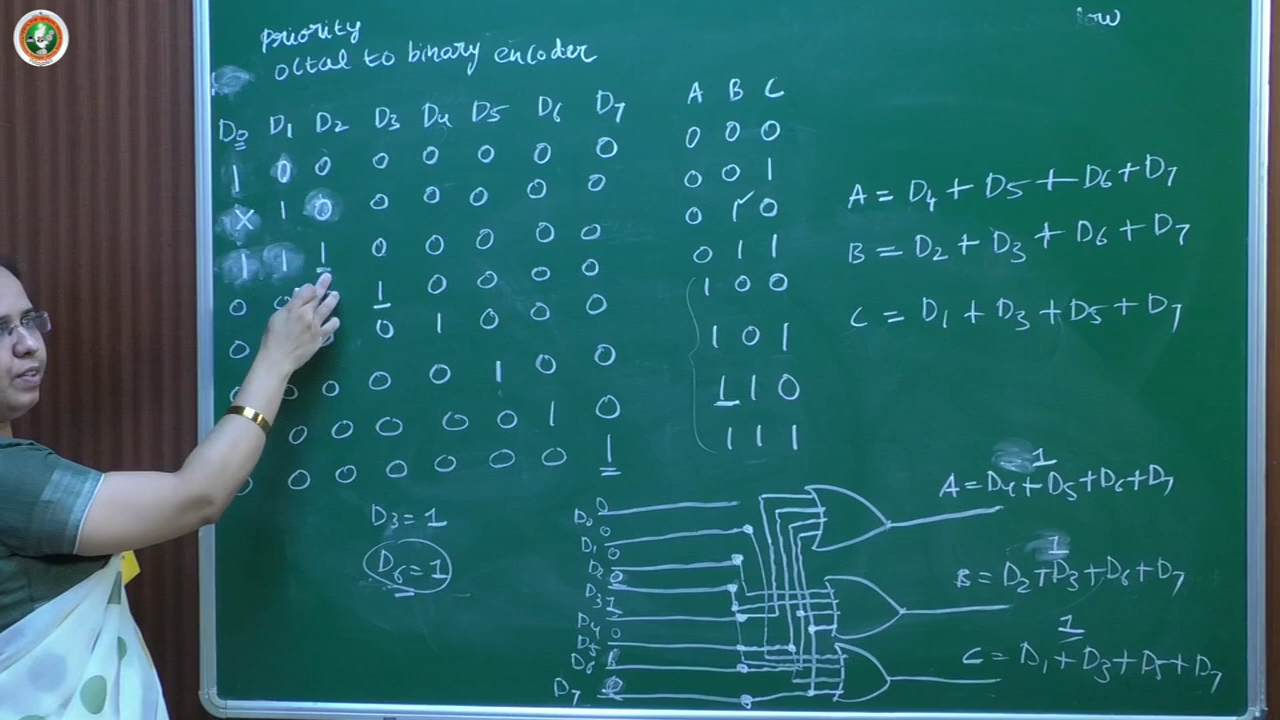 low
priority
octal to binary encoder
D0 D1 D2 D3 D4 D5 D6 D7 A B C
1 0 0 0 0 0 0 0 0 0 0
X 1 0 0 0 0 0 0 0 0 1
1 1 1 0 0 0 0 0 0 1 0
0 0 1 0 0 0 0 0 1 1
0 0 1 0 0 0 1 0 0
0 0 0 0 0 1 0 0 1 0 1
0 0 0 0 0 1 0 1 1 0
0 0 0 0 0 0 0 1 1 1 1
A = D4 + D5 + D6 + D7
B = D2 + D3 + D6 + D7
C = D1 + D3 + D5 + D7
D3 = 1
D6 = 1
D0 0
D1 0
D2 0
D3 0
D4 1
D5 0
D6
D7
1
A = D4 + D5 + D6 + D7
1
B = D2 + D3 + D6 + D7
1
C = D1 + D3 + D5 + D7